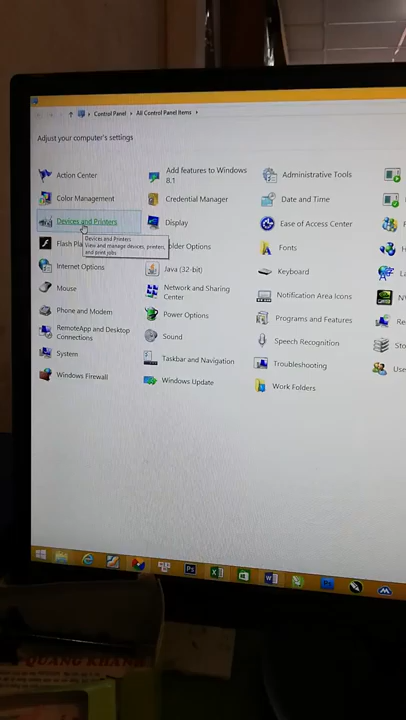 Control Panel ▸ All Control Panel Items ▸
Adjust your computer's settings
Action Center
Add features to Windows 8.1
Administrative Tools
Color Management
Credential Manager
Date and Time
Devices and Printers
Display
Ease of Access Center
Devices and Printers
View and manage devices, printers, and print jobs
Flash Pla
older Options
Fonts
Internet Options
Java (32-bit)
Keyboard
Mouse
Network and Sharing Center
Notification Area Icons
Phone and Modem
Power Options
Programs and Features
RemoteApp and Desktop Connections
Sound
Speech Recognition
System
Taskbar and Navigation
Troubleshooting
Windows Firewall
Windows Update
Work Folders
Sto
Use
QUANG KHÁNH